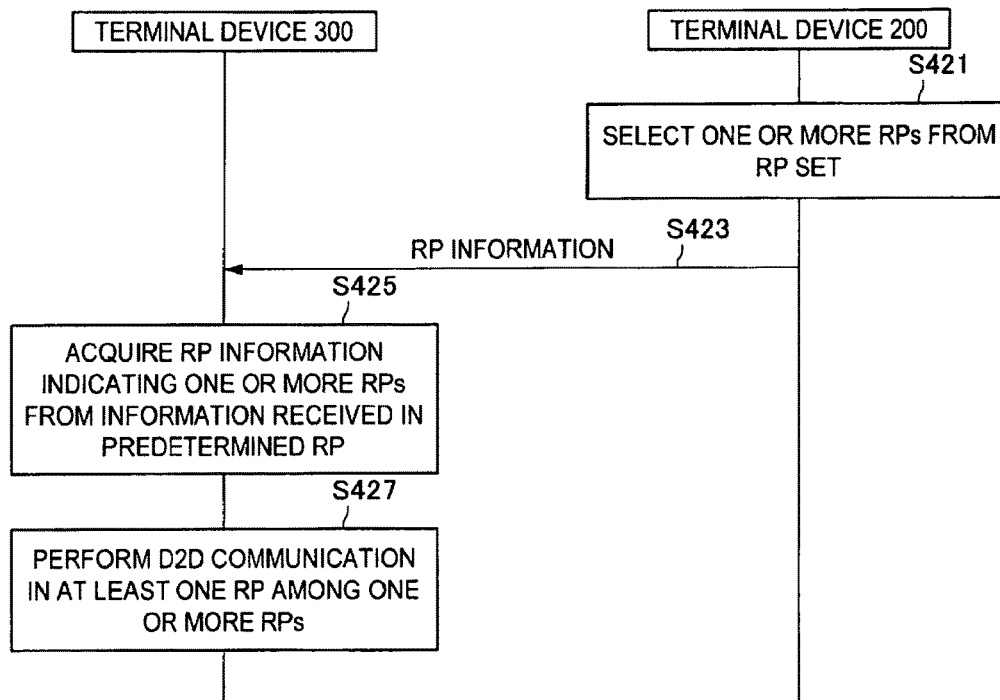 TERMINAL DEVICE 300
TERMINAL DEVICE 200
S421
SELECT ONE OR MORE RPs FROM
RP SET
S423
RP INFORMATION
S425
ACQUIRE RP INFORMATION
INDICATING ONE OR MORE RPs
FROM INFORMATION RECEIVED IN
PREDETERMINED RP
S427
PERFORM D2D COMMUNICATION
IN AT LEAST ONE RP AMONG ONE
OR MORE RPs